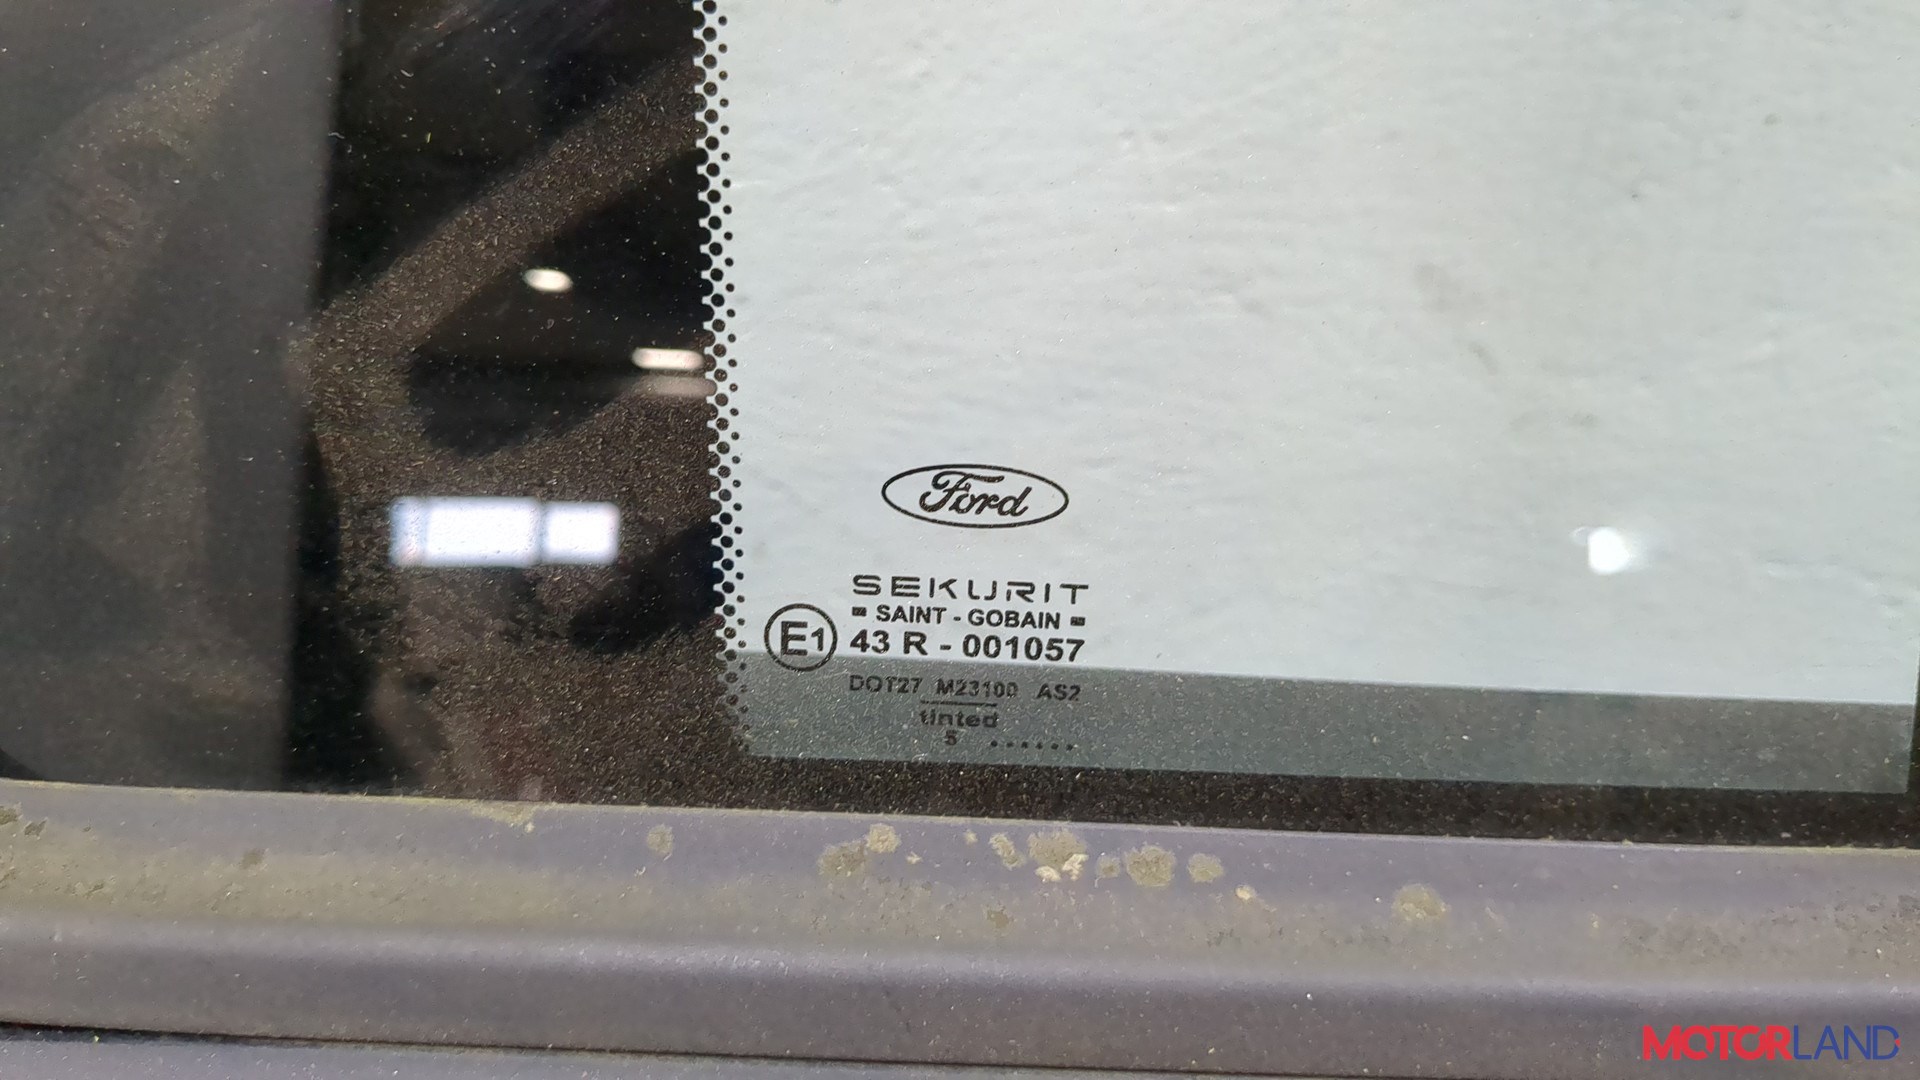 Ford
SEKURIT
SAINT - GOBAIN
E1 43 R - 001057
DOT27 M23100 AS2
tinted
5 ......
MOTORLAND